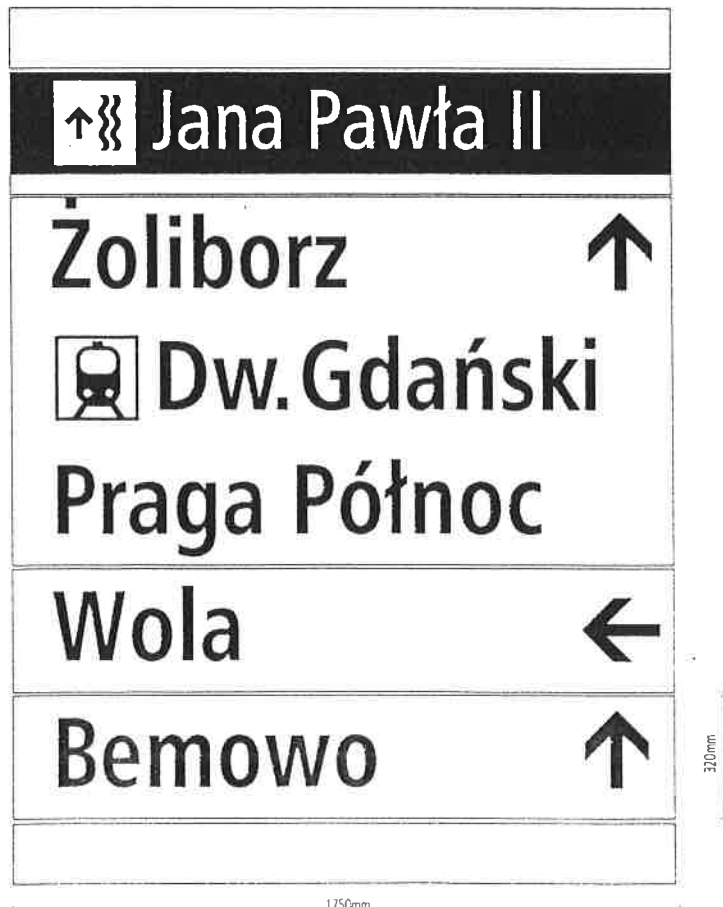 Jana Pawła II
Żoliborz
Dw. Gdański
Praga Północ
Wola
Bemowo
320mm
1750mm